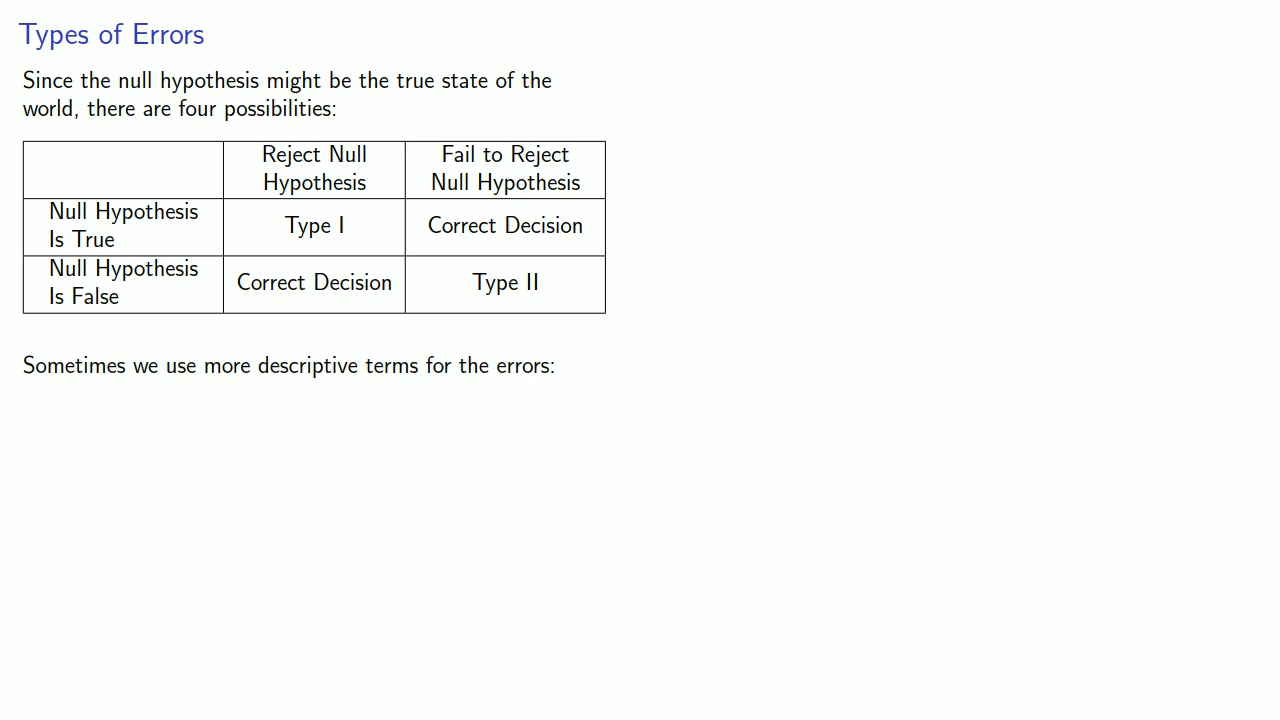 Types of Errors
Since the null hypothesis might be the true state of the
world, there are four possibilities:
Reject Null
Hypothesis
Fail to Reject
Null Hypothesis
Null Hypothesis
Is True
Type I
Correct Decision
Null Hypothesis
Is False
Correct Decision
Type II
Sometimes we use more descriptive terms for the errors: